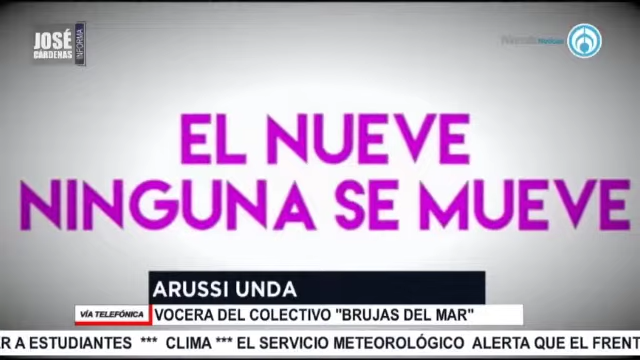 JOSÉ
CÁRDENAS
INFORMA
EL NUEVE
NINGUNA SE MUEVE
ARUSSI UNDA
VÍA TELEFÓNICA
VOCERA DEL COLECTIVO "BRUJAS DEL MAR"
AR A ESTUDIANTES *** CLIMA *** EL SERVICIO METEOROLÓGICO ALERTA QUE EL FRENT